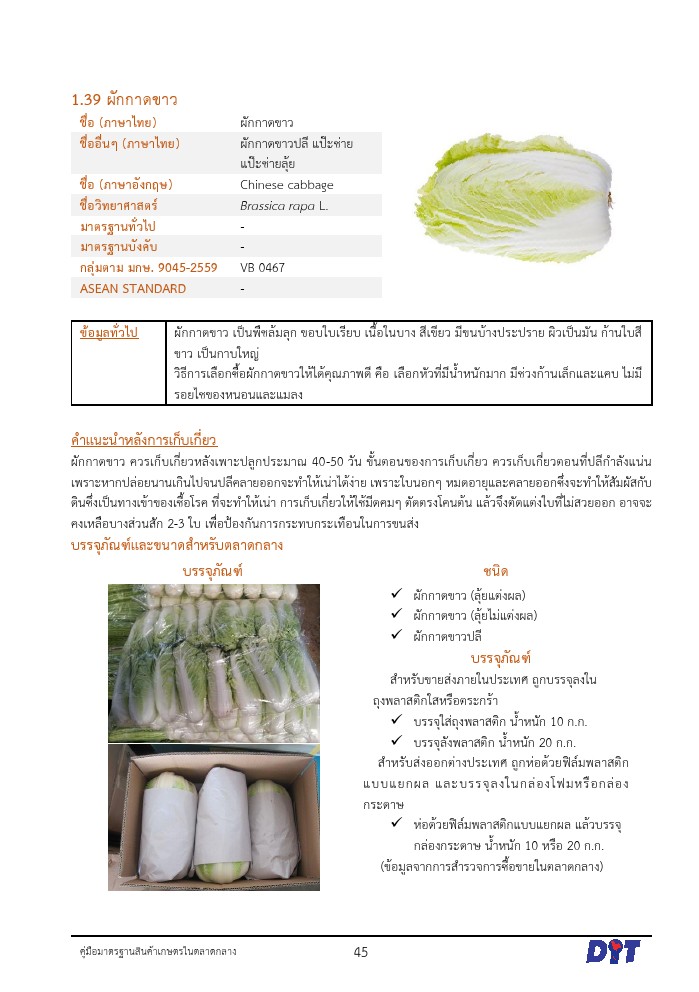 1.39 ผักกาดขาว
ชื่อ (ภาษาไทย) ผักกาดขาว
ชื่ออื่นๆ (ภาษาไทย) ผักกาดขาวปลี แป๊ะช่าย
แป๊ะช่ายลุ้ย
ชื่อ (ภาษาอังกฤษ) Chinese cabbage
ชื่อวิทยาศาสตร์ Brassica rapa L.
มาตรฐานทั่วไป -
มาตรฐานบังคับ -
กลุ่มตาม มกษ. 9045-2559 VB 0467
ASEAN STANDARD -
ข้อมูลทั่วไป ผักกาดขาว เป็นพืชล้มลุก ขอบใบเรียบ เนื้อใบบาง สีเขียว มีขนบ้างประปราย ผิวเป็นมัน ก้านใบสี
ขาว เป็นกาบใหญ่
วิธีการเลือกซื้อผักกาดขาวให้ได้คุณภาพดี คือ เลือกหัวที่มีน้ำหนักมาก มีช่วงก้านเล็กและแคบ ไม่มี
รอยไชของหนอนและแมลง
คำแนะนำหลังการเก็บเกี่ยว
ผักกาดขาว ควรเก็บเกี่ยวหลังเพาะปลูกประมาณ 40-50 วัน ขั้นตอนของการเก็บเกี่ยว ควรเก็บเกี่ยวตอนที่ปลีกำลังแน่น
เพราะหากปล่อยนานเกินไปจนปลีคลายออกจะทำให้เน่าได้ง่าย เพราะใบนอกๆ หมดอายุและคลายออกซึ่งจะทำให้สัมผัสกับ
ดินซึ่งเป็นทางเข้าของเชื้อโรค ที่จะทำให้เน่า การเก็บเกี่ยวให้ใช้มีดคมๆ ตัดตรงโคนต้น แล้วจึงตัดแต่งใบที่ไม่สวยออก อาจจะ
คงเหลือบางส่วนสัก 2-3 ใบ เพื่อป้องกันการกระทบกระเทือนในการขนส่ง
บรรจุภัณฑ์และขนาดสำหรับตลาดกลาง
บรรจุภัณฑ์
ชนิด
✓ ผักกาดขาว (ลุ้ยแต่งผล)
✓ ผักกาดขาว (ลุ้ยไม่แต่งผล)
✓ ผักกาดขาวปลี
บรรจุภัณฑ์
สำหรับขายส่งภายในประเทศ ถูกบรรจุลงใน
ถุงพลาสติกใสหรือตระกร้า
✓ บรรจุใส่ถุงพลาสติก น้ำหนัก 10 ก.ก.
✓ บรรจุลังพลาสติก น้ำหนัก 20 ก.ก.
สำหรับส่งออกต่างประเทศ ถูกห่อด้วยฟิล์มพลาสติก
แบบแยกผล และบรรจุลงในกล่องโฟมหรือกล่อง
กระดาษ
✓ ห่อด้วยฟิล์มพลาสติกแบบแยกผล แล้วบรรจุ
กล่องกระดาษ น้ำหนัก 10 หรือ 20 ก.ก.
(ข้อมูลจากการสำรวจการซื้อขายในตลาดกลาง)
คู่มือมาตรฐานสินค้าเกษตรในตลาดกลาง 45 DIT